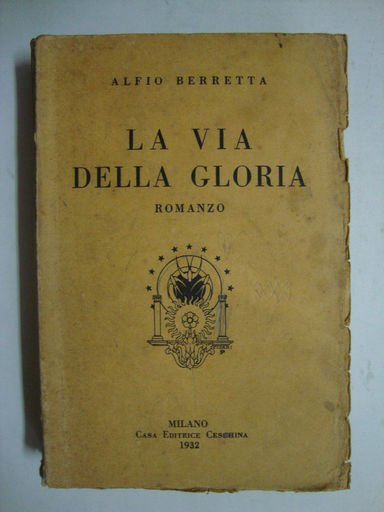 ALFIO BERRETTA
LA VIA
DELLA GLORIA
ROMANZO
MILANO
CASA EDITRICE CESCHINA
1932